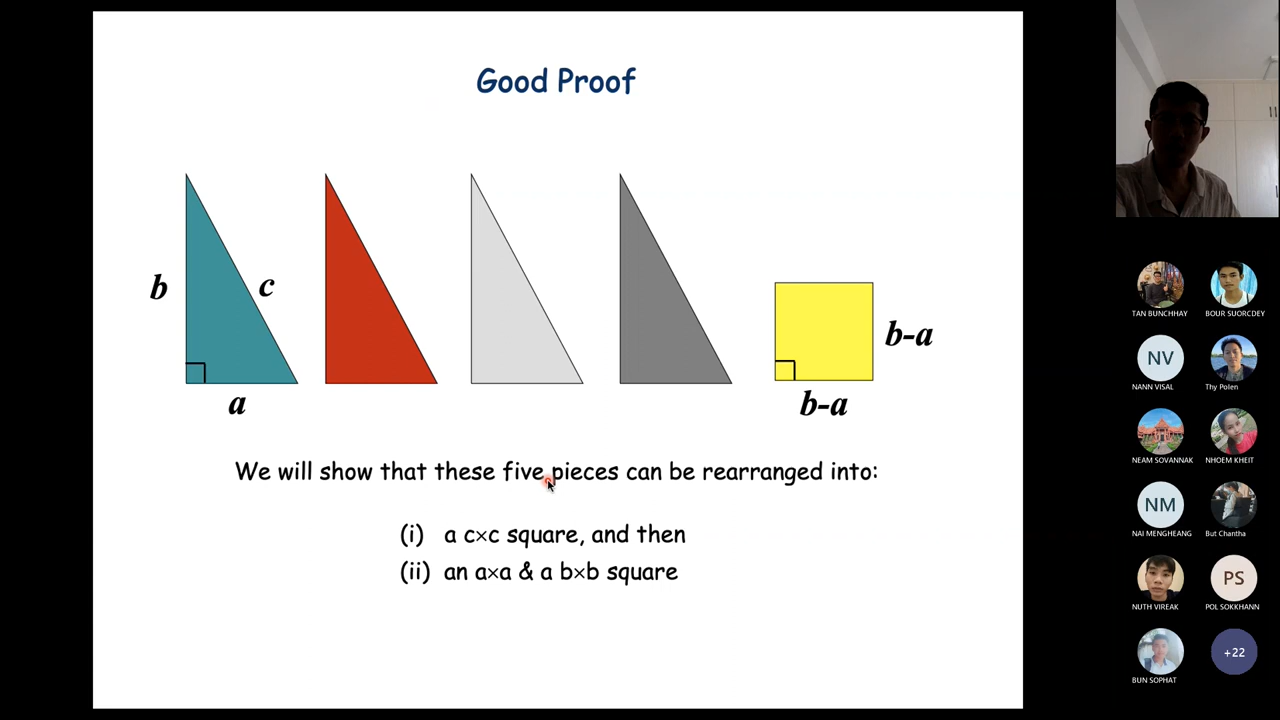 Good Proof
b
c
a
b-a
b-a
We will show that these five pieces can be rearranged into:
(i) a c×c square, and then
(ii) an a×a & a b×b square
TAN BUNCHHAY
BOUR SUORCDEY
NV
NANN VISAL
Thy Polen
NEAM SOVANNAK
NHOEM KHEIT
NM
NAI MENGHEANG
But Chantha
NUTH VIREAK
PS
POL SOKKHANN
BUN SOPHAT
+22